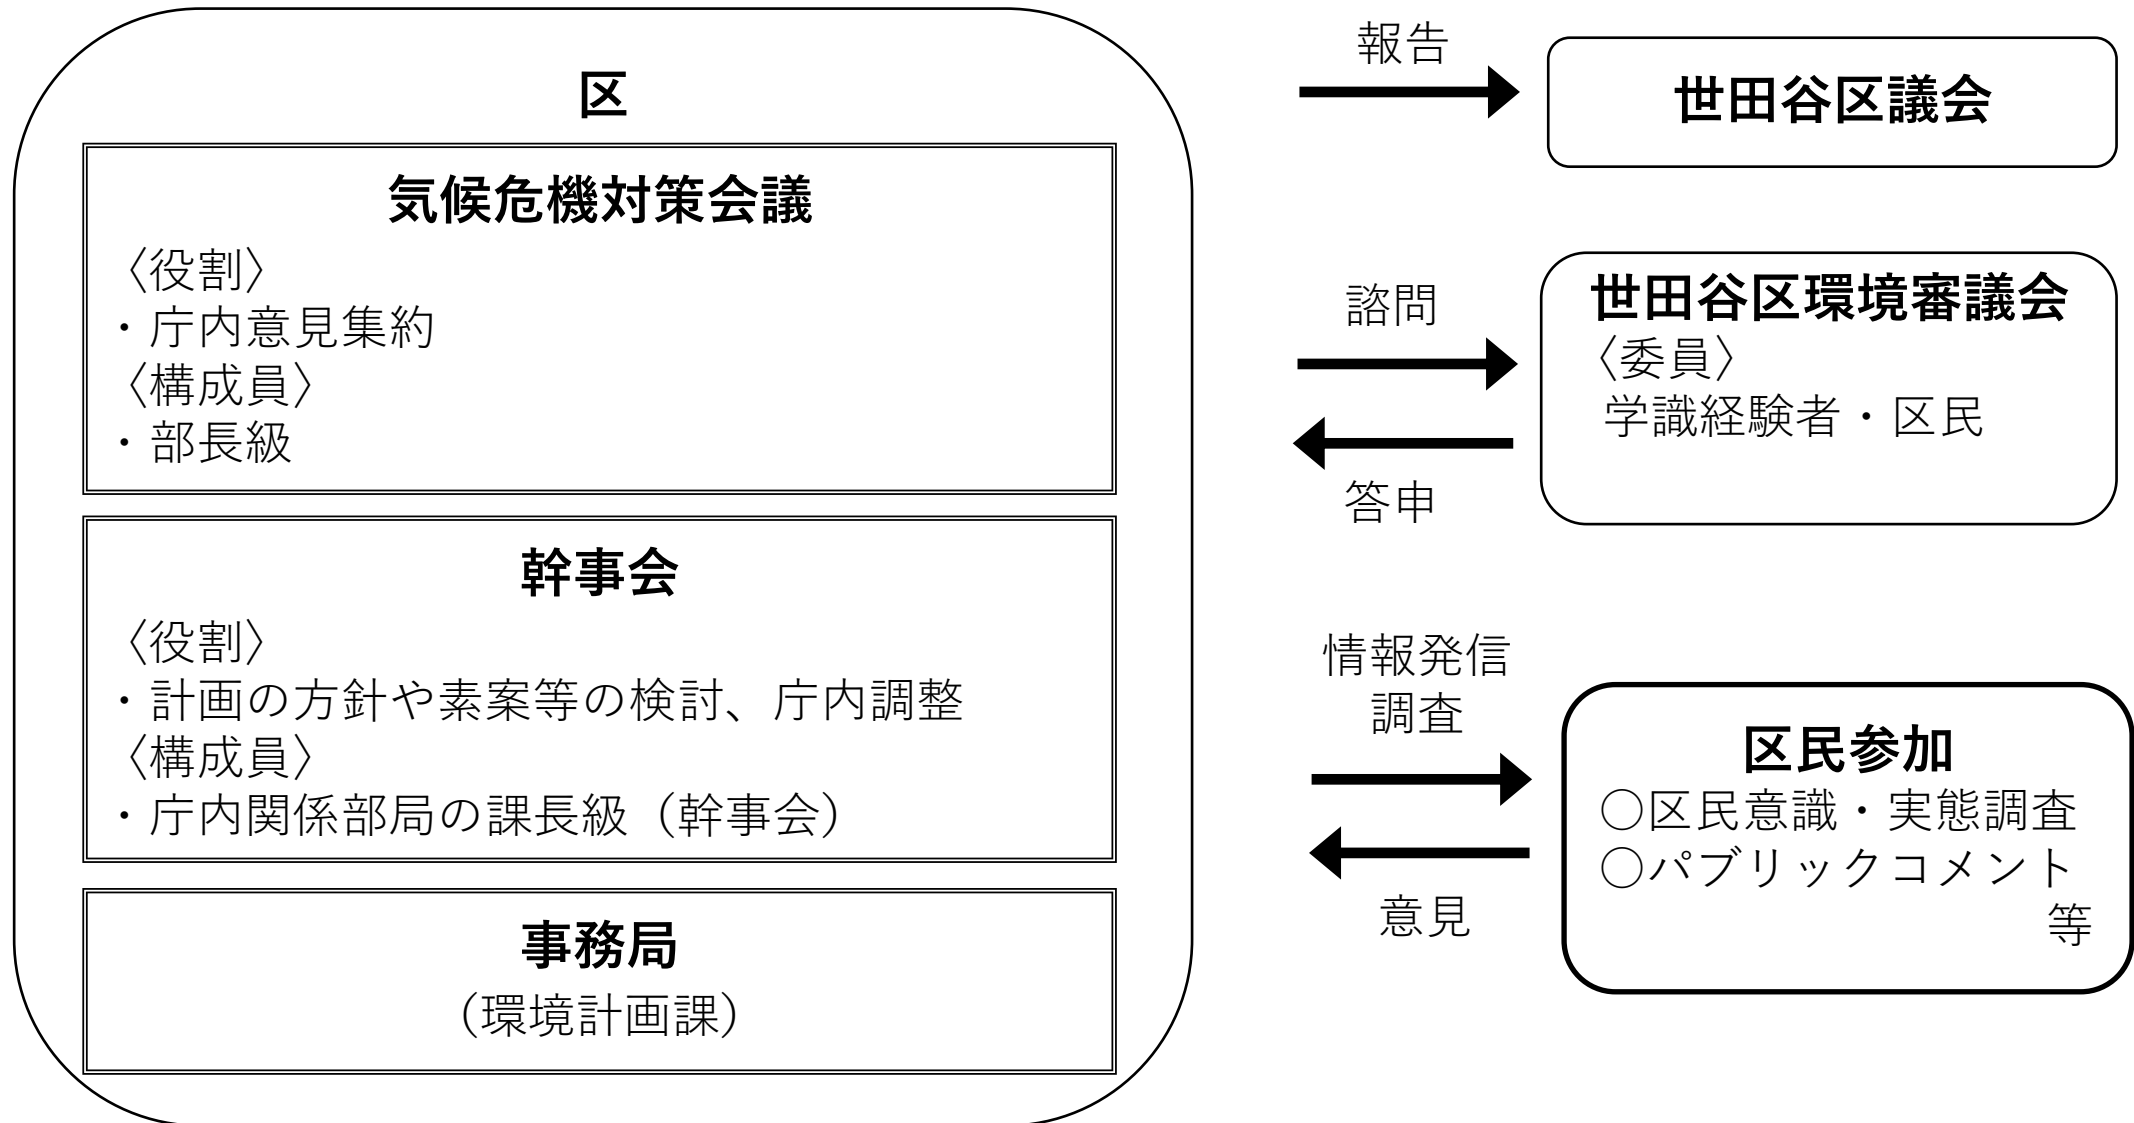 区
気候危機対策会議
〈役割〉
・庁内意見集約
〈構成員〉
・部長級
幹事会
〈役割〉
・計画の方針や素案等の検討、庁内調整
〈構成員〉
・庁内関係部局の課長級（幹事会）
事務局
（環境計画課）
報告
世田谷区議会
諮問
答申
世田谷区環境審議会
〈委員〉
学識経験者・区民
情報発信
調査
意見
区民参加
〇区民意識・実態調査
〇パブリックコメント
等